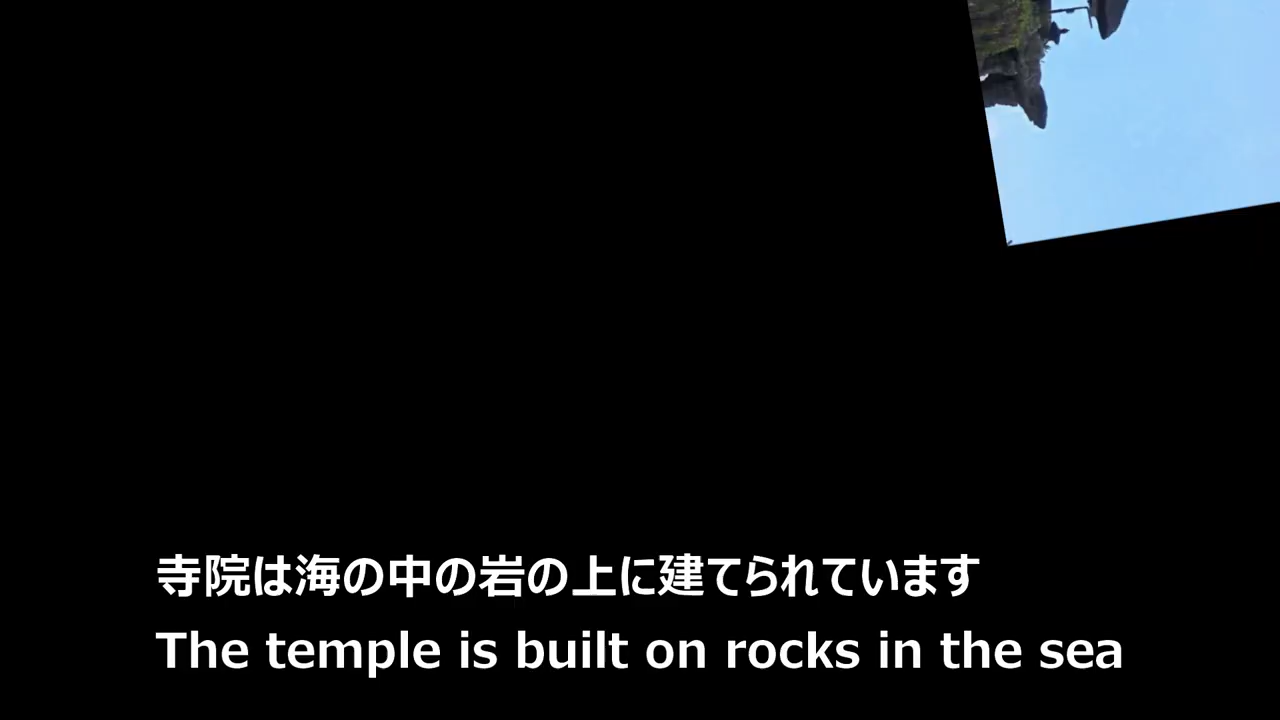 寺院は海の中の岩の上に建てられています
The temple is built on rocks in the sea